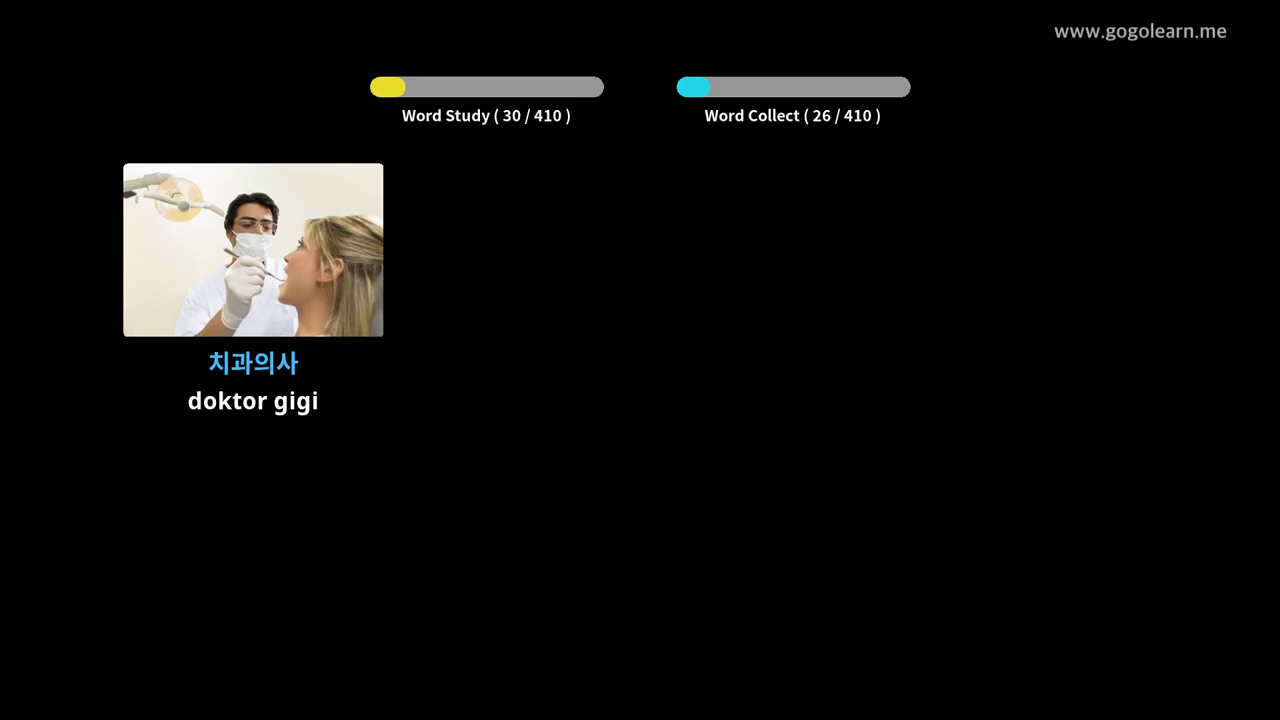 www.gogolearn.me
Word Study ( 30 / 410 )
Word Collect ( 26 / 410 )
치과의사
doktor gigi